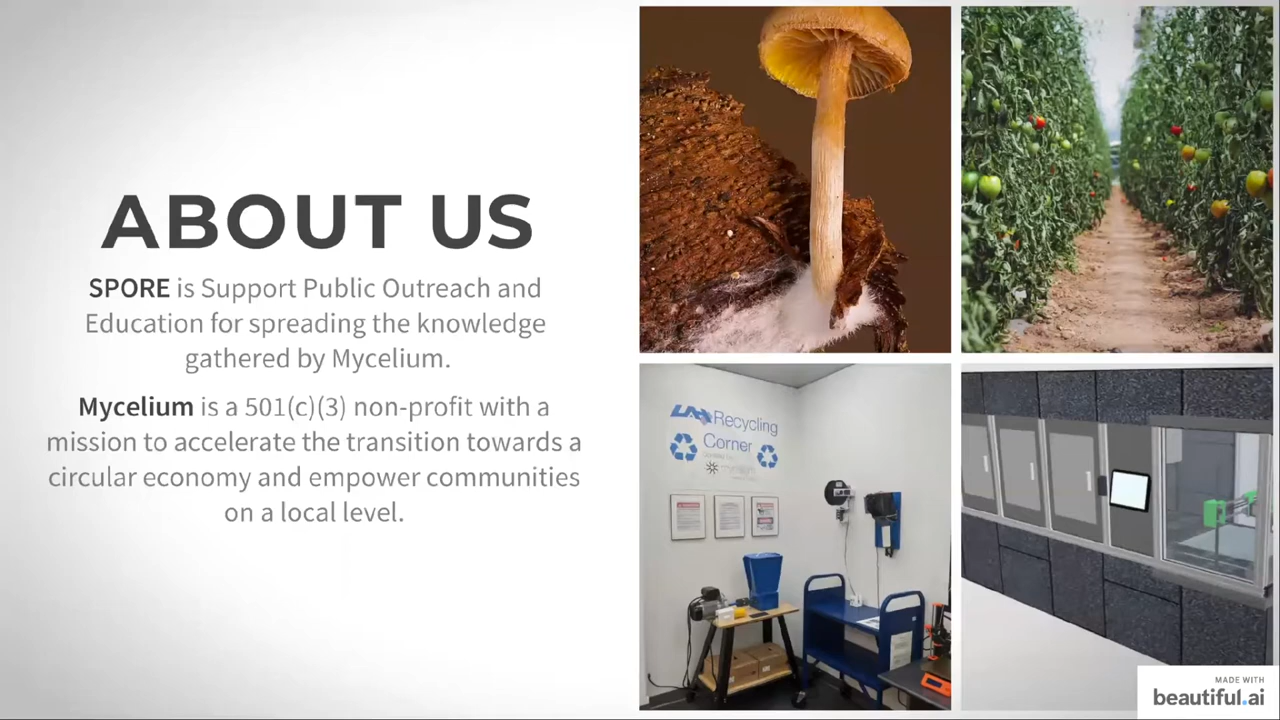 ABOUT US
SPORE is Support Public Outreach and
Education for spreading the knowledge
gathered by Mycelium.
Mycelium is a 501(c)(3) non-profit with a
mission to accelerate the transition towards a
circular economy and empower communities
on a local level.
Recycling
Corner
MADE WITH
beautiful.ai